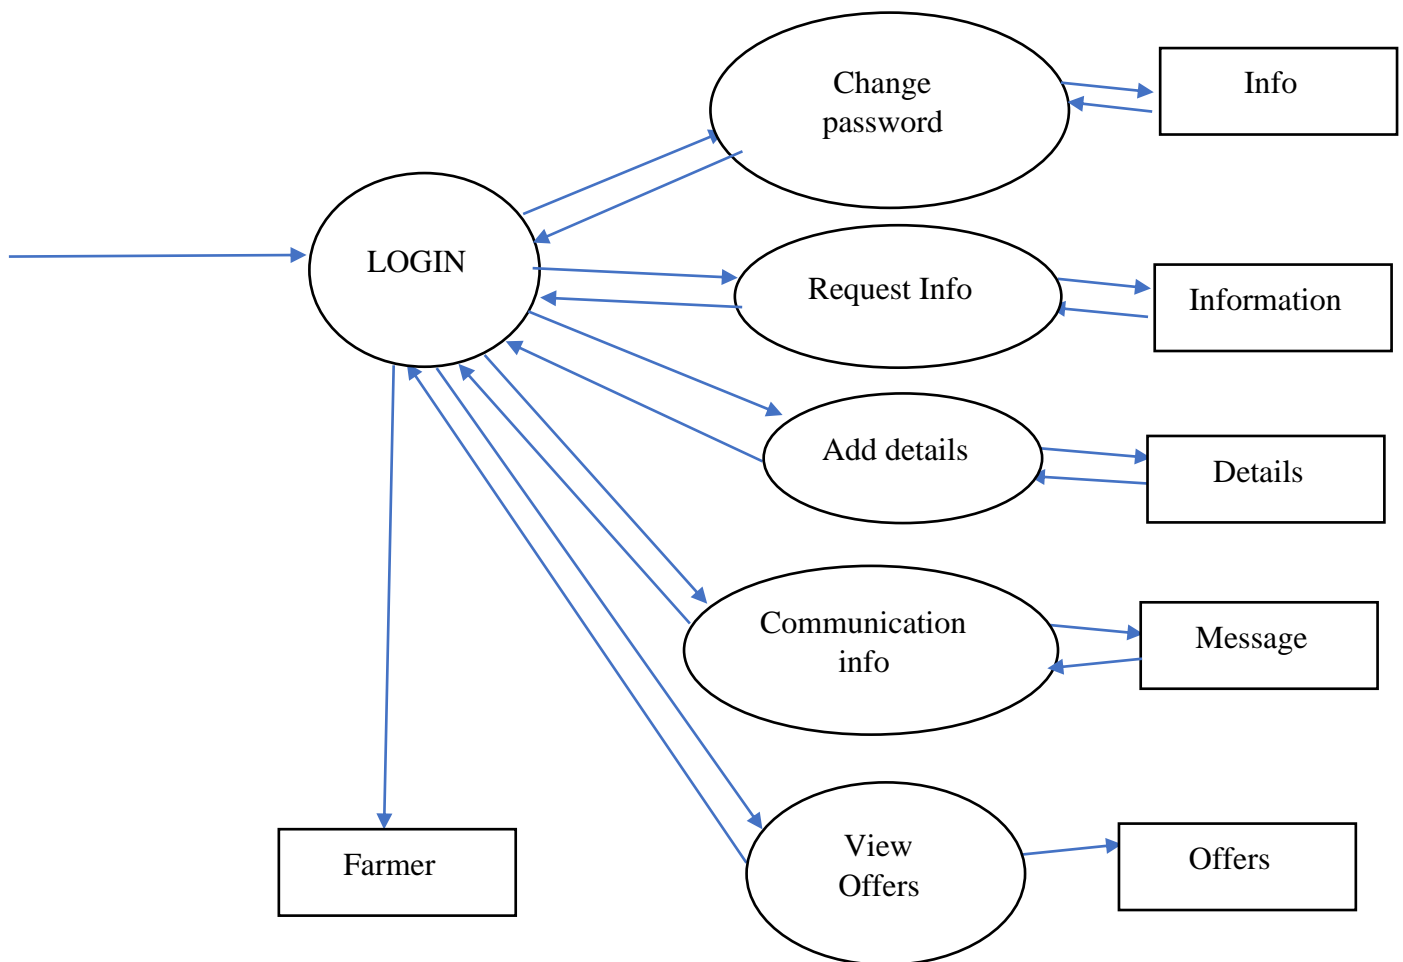 Change
password
Info
LOGIN
Request Info
Information
Add details
Details
Communication
info
Message
View
Offers
Offers
Farmer